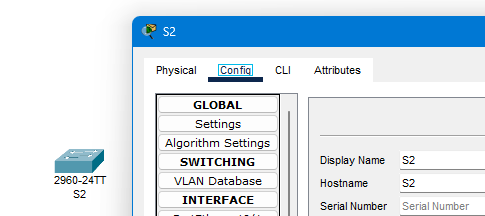 S2
Physical Config CLI Attributes
GLOBAL
Settings
Algorithm Settings
SWITCHING
VLAN Database
INTERFACE
Display Name S2
Hostname S2
Serial Number Serial Number
2960-24TT
S2